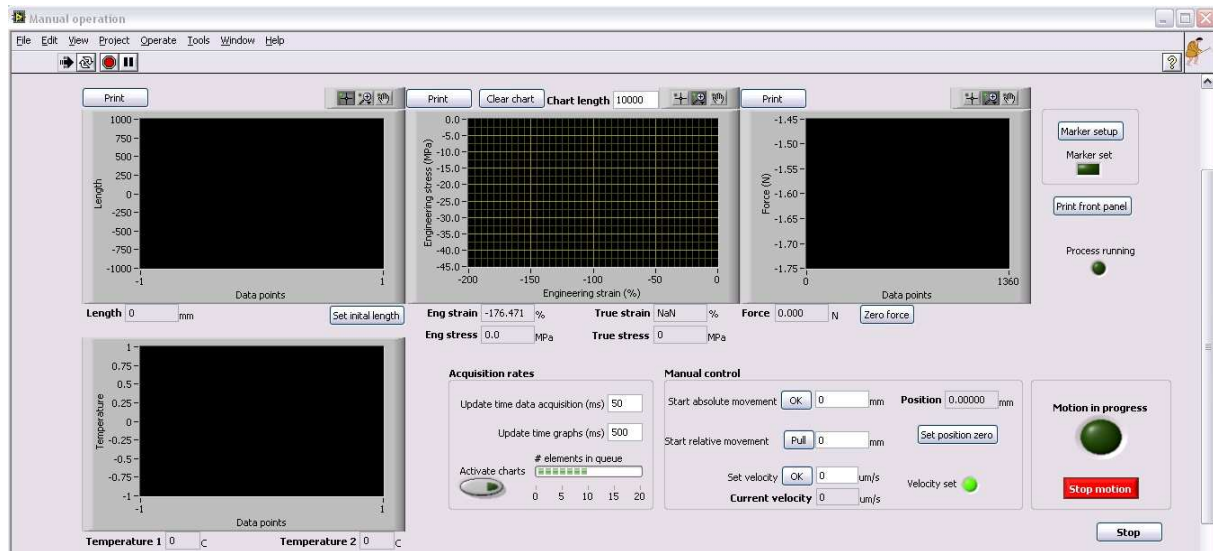 Manual operation
File Edit View Project Operate Tools Window Help
Print
Print Clear chart Chart length 10000
Print
1000
750
500
250
0
-250
-500
-750
-1000
Length
-1 1
Data points
Length 0 mm Set inital length
0.0
-5.0
-10.0
-15.0
-20.0
-25.0
-30.0
-35.0
-40.0
-45.0
Engineering stress (MPa)
-200 -150 -100 -50 0
Engineering strain (%)
Eng strain -176.471 % True strain NaN %
Eng stress 0.0 MPa True stress 0 MPa
-1.45
-1.50
-1.55
-1.60
-1.65
-1.70
-1.75
Force (N)
0 1360
Data points
Force 0.000 N Zero force
Marker setup
Marker set
Print front panel
Process running
1
0.75
0.5
0.25
0
-0.25
-0.5
-0.75
-1
Temperature
-1 1
Data points
Temperature 1 0 C Temperature 2 0 C
Acquisition rates
Update time data acquisition (ms) 50
Update time graphs (ms) 500
# elements in queue
Activate charts
0 5 10 15 20
Manual control
Start absolute movement OK 0 mm Position 0.00000 mm
Start relative movement Pull 0 mm Set position zero
Set velocity OK 0 um/s Velocity set
Current velocity 0 um/s
Motion in progress
Stop motion
Stop